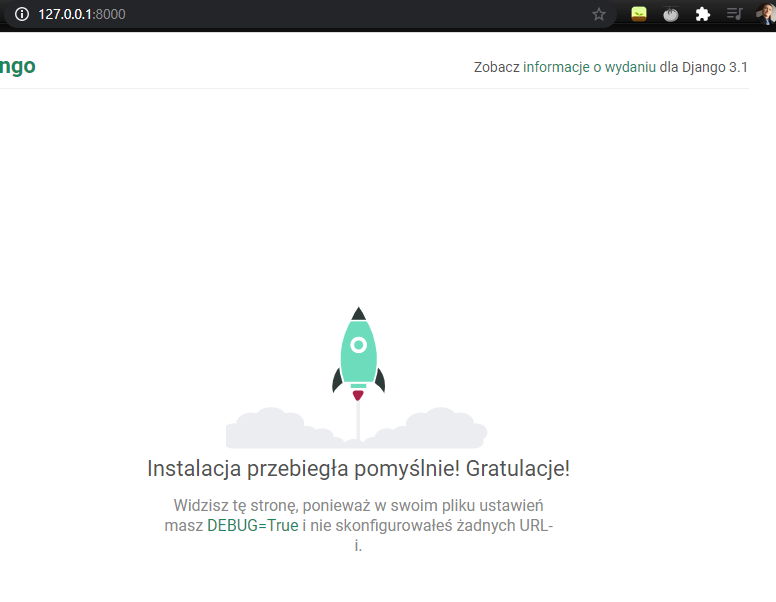 127.0.0.1:8000
ngo
Zobacz informacje o wydaniu dla Django 3.1
Instalacja przebiegła pomyślnie! Gratulacje!
Widzisz tę stronę, ponieważ w swoim pliku ustawień
masz DEBUG=True i nie skonfigurowałeś żadnych URL-
i.